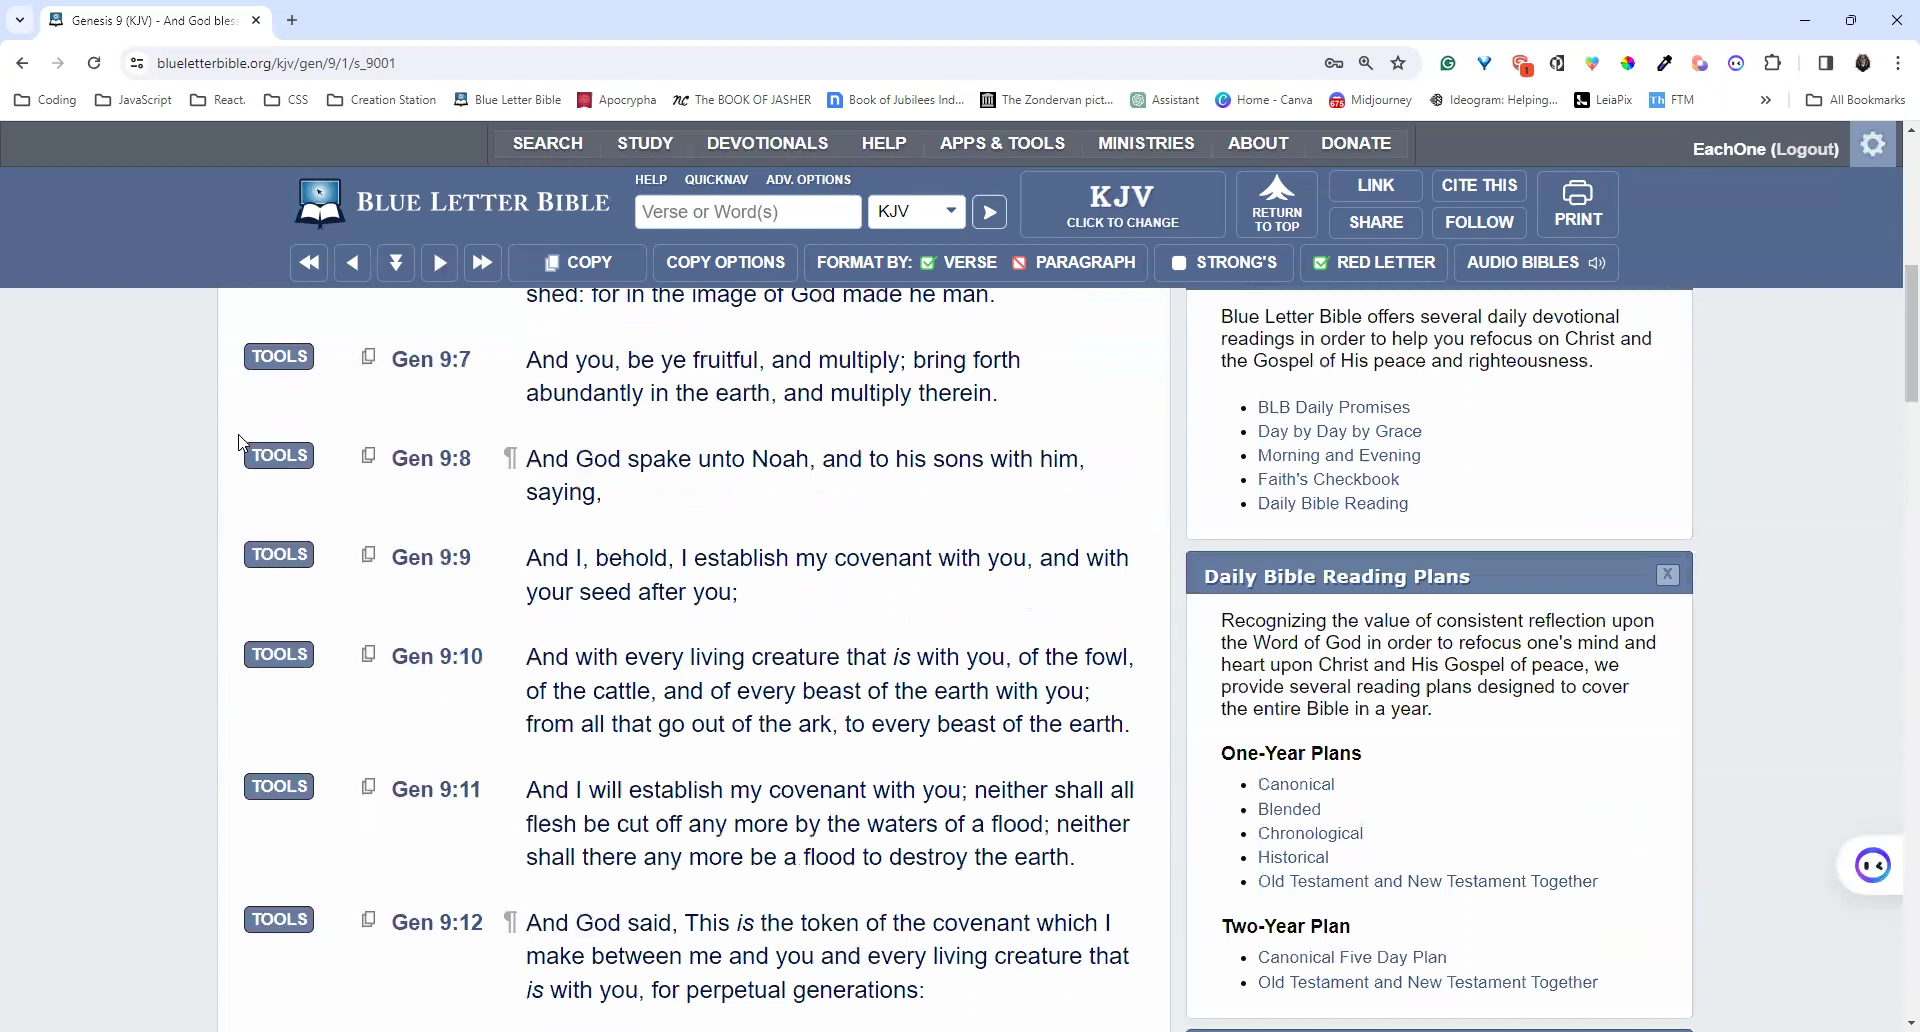 Genesis 9 (KJV) - And God bles
blueletterbible.org/kjv/gen/9/1/s_9001
1
Coding JavaScript React. CSS Creation Station Blue Letter Bible Apocrypha The BOOK OF JASHER Book of Jubilees Ind... The Zondervan pict... Assistant Home - Canva Midjourney Ideogram: Helping... LeiaPix FTM » All Bookmarks
SEARCH STUDY DEVOTIONALS HELP APPS & TOOLS MINISTRIES ABOUT DONATE
EachOne (Logout)
BLUE LETTER BIBLE
HELP QUICKNAV ADV. OPTIONS
Verse or Word(s) KJV
KJV
CLICK TO CHANGE
RETURN
TO TOP
LINK CITE THIS
SHARE FOLLOW
PRINT
COPY COPY OPTIONS FORMAT BY: VERSE PARAGRAPH STRONG'S RED LETTER AUDIO BIBLES
shed: for in the image of God made he man.
TOOLS Gen 9:7 And you, be ye fruitful, and multiply; bring forth
abundantly in the earth, and multiply therein.
TOOLS Gen 9:8 ¶ And God spake unto Noah, and to his sons with him,
saying,
TOOLS Gen 9:9 And I, behold, I establish my covenant with you, and with
your seed after you;
TOOLS Gen 9:10 And with every living creature that is with you, of the fowl,
of the cattle, and of every beast of the earth with you;
from all that go out of the ark, to every beast of the earth.
TOOLS Gen 9:11 And I will establish my covenant with you; neither shall all
flesh be cut off any more by the waters of a flood; neither
shall there any more be a flood to destroy the earth.
TOOLS Gen 9:12 ¶ And God said, This is the token of the covenant which I
make between me and you and every living creature that
is with you, for perpetual generations:
Blue Letter Bible offers several daily devotional
readings in order to help you refocus on Christ and
the Gospel of His peace and righteousness.
• BLB Daily Promises
• Day by Day by Grace
• Morning and Evening
• Faith's Checkbook
• Daily Bible Reading
Daily Bible Reading Plans X
Recognizing the value of consistent reflection upon
the Word of God in order to refocus one's mind and
heart upon Christ and His Gospel of peace, we
provide several reading plans designed to cover
the entire Bible in a year.
One-Year Plans
• Canonical
• Blended
• Chronological
• Historical
• Old Testament and New Testament Together
Two-Year Plan
• Canonical Five Day Plan
• Old Testament and New Testament Together